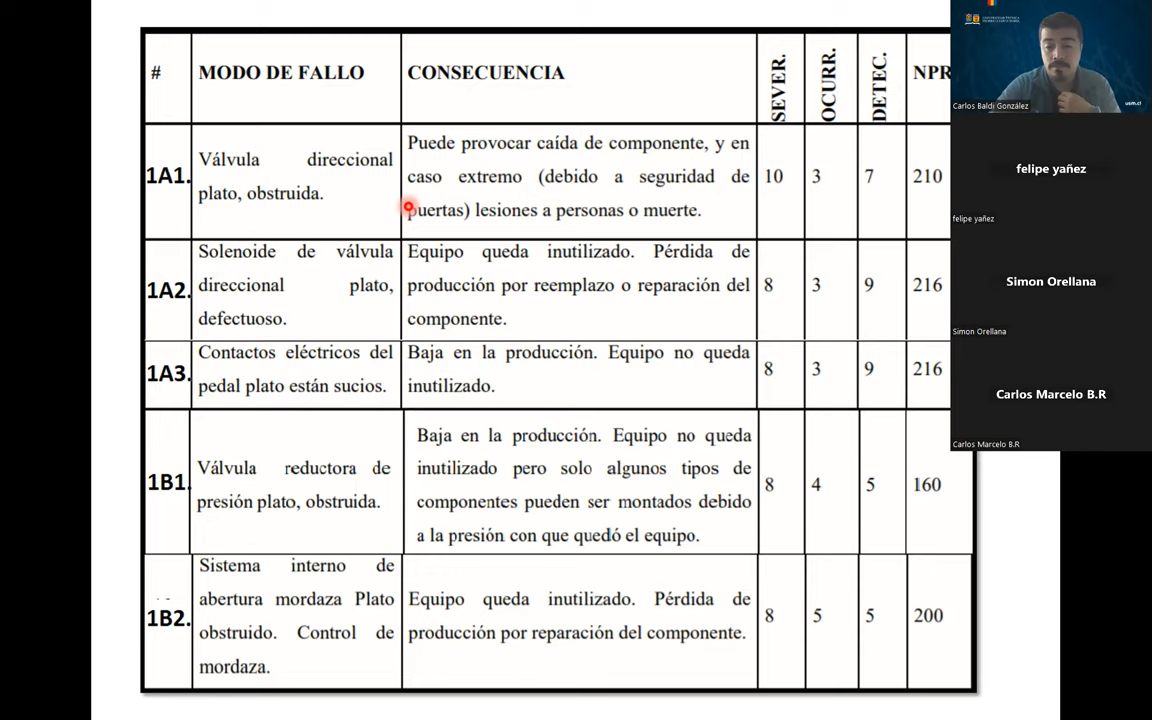 # MODO DE FALLO CONSECUENCIA SEVER. OCURR. DETEC. NPR
1A1.
Válvula direccional
plato, obstruida.
Puede provocar caída de componente, y en
caso extremo (debido a seguridad de
puertas) lesiones a personas o muerte.
10 3 7 210
1A2.
Solenoide de válvula
direccional plato,
defectuoso.
Equipo queda inutilizado. Pérdida de
producción por reemplazo o reparación del
componente.
8 3 9 216
1A3.
Contactos eléctricos del
pedal plato están sucios.
Baja en la producción. Equipo no queda
inutilizado.
8 3 9 216
1B1.
Válvula reductora de
presión plato, obstruida.
Baja en la producción. Equipo no queda
inutilizado pero solo algunos tipos de
componentes pueden ser montados debido
a la presión con que quedó el equipo.
8 4 5 160
1B2.
Sistema interno de
abertura mordaza Plato
obstruido. Control de
mordaza.
Equipo queda inutilizado. Pérdida de
producción por reparación del componente.
8 5 5 200
Carlos Baldi González
usm.cl
felipe yañez
felipe yañez
Simon Orellana
Simon Orellana
Carlos Marcelo B.R
Carlos Marcelo B.R